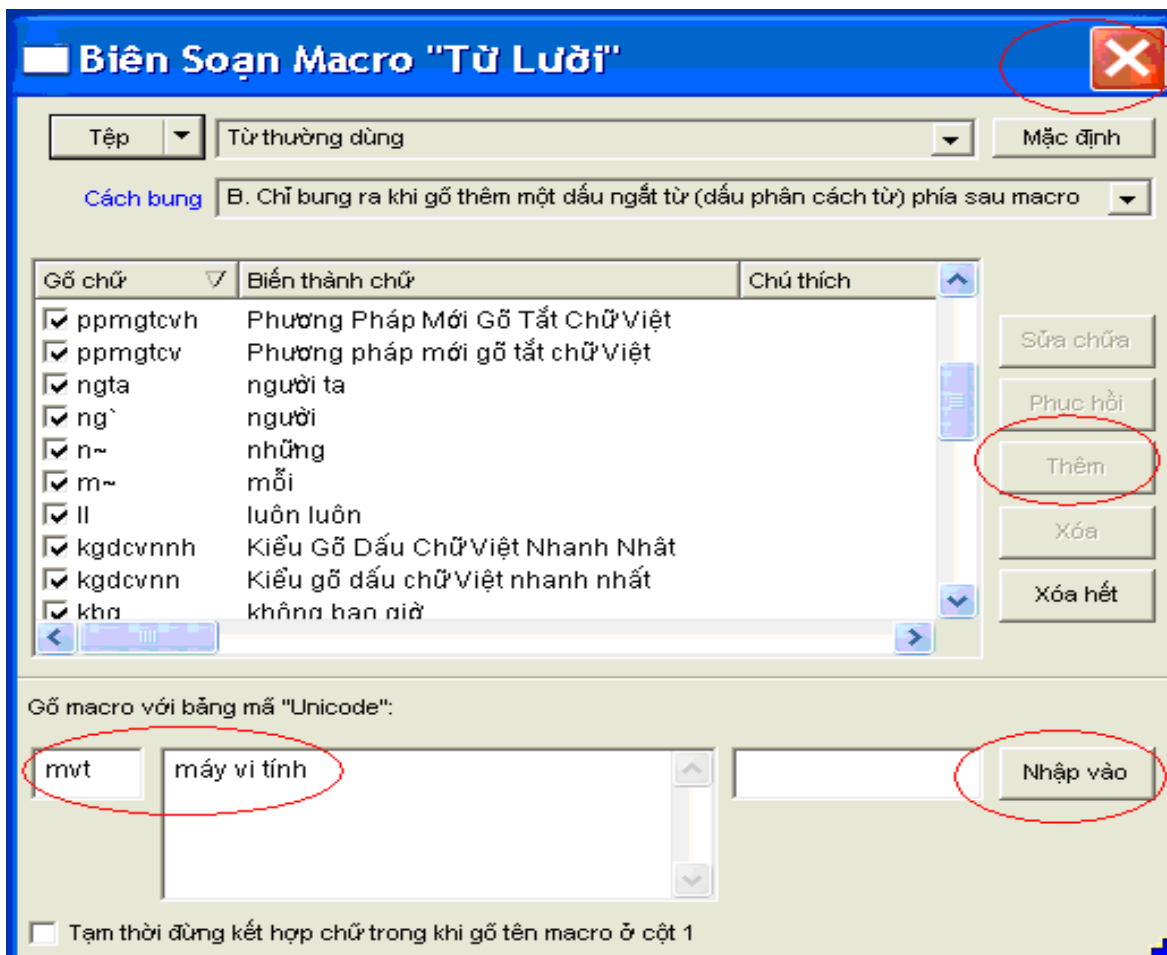 Biên Soạn Macro "Từ Lười"
Tệp Từ thường dùng Mặc định
Cách bung B. Chỉ bung ra khi gõ thêm một dấu ngắt từ (dấu phân cách từ) phía sau macro
Gõ chữ Biến thành chữ Chú thích
ppmgtcvh Phương Pháp Mới Gõ Tắt Chữ Việt
Sửa chữa
ppmgtcv Phương pháp mới gõ tắt chữ Việt
ngta người ta
Phục hồi
ng` người
n~ những
Thêm
m~ mỗi
ll luôn luôn
Xóa
kgdcvnnh Kiểu Gõ Dấu Chữ Việt Nhanh Nhât
kgdcvnn Kiểu gõ dấu chữ Việt nhanh nhất
Xóa hết
kbg không bao giờ
Gõ macro với bảng mã "Unicode":
mvt máy vi tính Nhập vào
Tạm thời đừng kết hợp chữ trong khi gõ tên macro ở cột 1